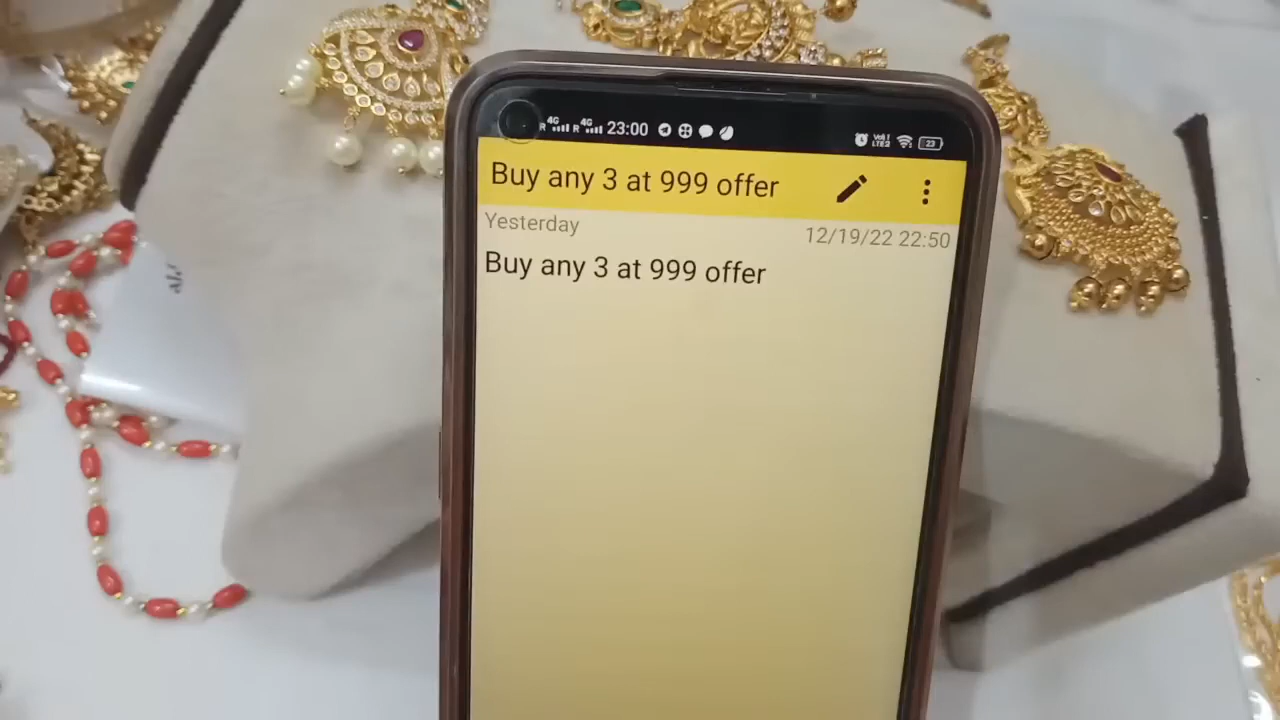 23:00
23
Buy any 3 at 999 offer
Yesterday
12/19/22 22:50
Buy any 3 at 999 offer